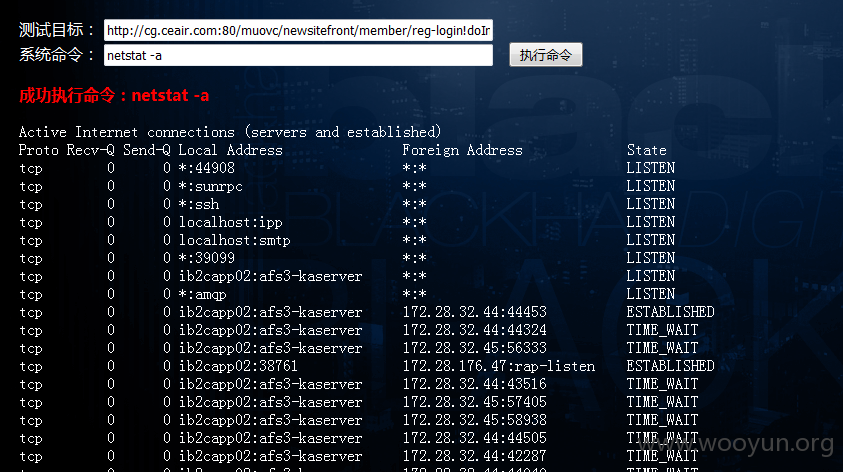 测试目标： http://cg.ceair.com:80/muovc/newsitefront/member/reg-login!doIr
系统命令： netstat -a 执行命令
成功执行命令：netstat -a
Active Internet connections (servers and established)
Proto Recv-Q Send-Q Local Address Foreign Address State
tcp 0 0 *:44908 *:* LISTEN
tcp 0 0 *:sunrpc *:* LISTEN
tcp 0 0 *:ssh *:* LISTEN
tcp 0 0 localhost:ipp *:* LISTEN
tcp 0 0 localhost:smtp *:* LISTEN
tcp 0 0 *:39099 *:* LISTEN
tcp 0 0 ib2capp02:afs3-kaserver *:* LISTEN
tcp 0 0 *:amqp *:* LISTEN
tcp 0 0 ib2capp02:afs3-kaserver 172.28.32.44:44453 ESTABLISHED
tcp 0 0 ib2capp02:afs3-kaserver 172.28.32.44:44324 TIME_WAIT
tcp 0 0 ib2capp02:afs3-kaserver 172.28.32.45:56333 TIME_WAIT
tcp 0 0 ib2capp02:38761 172.28.176.47:rap-listen ESTABLISHED
tcp 0 0 ib2capp02:afs3-kaserver 172.28.32.44:43516 TIME_WAIT
tcp 0 0 ib2capp02:afs3-kaserver 172.28.32.45:57405 TIME_WAIT
tcp 0 0 ib2capp02:afs3-kaserver 172.28.32.45:58938 TIME_WAIT
tcp 0 0 ib2capp02:afs3-kaserver 172.28.32.44:44505 TIME_WAIT
tcp 0 0 ib2capp02:afs3-kaserver 172.28.32.44:42287 TIME_WAIT
www.wooyun.org